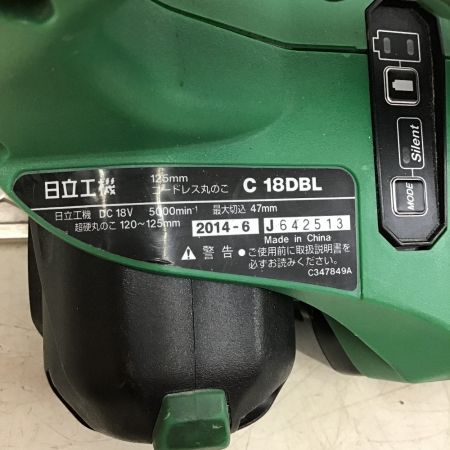 日立工機 125mm コードレス丸のこ C 18DBL
日立工機 DC 18V 5000min⁻¹ 最大切込 47mm
超硬丸のこ 120~125mm 2014-6 J642513
Made in China
⚠ 警告 ●ご使用前に取扱説明書を
必ずお読みください。
C347849A
Silent
MODE